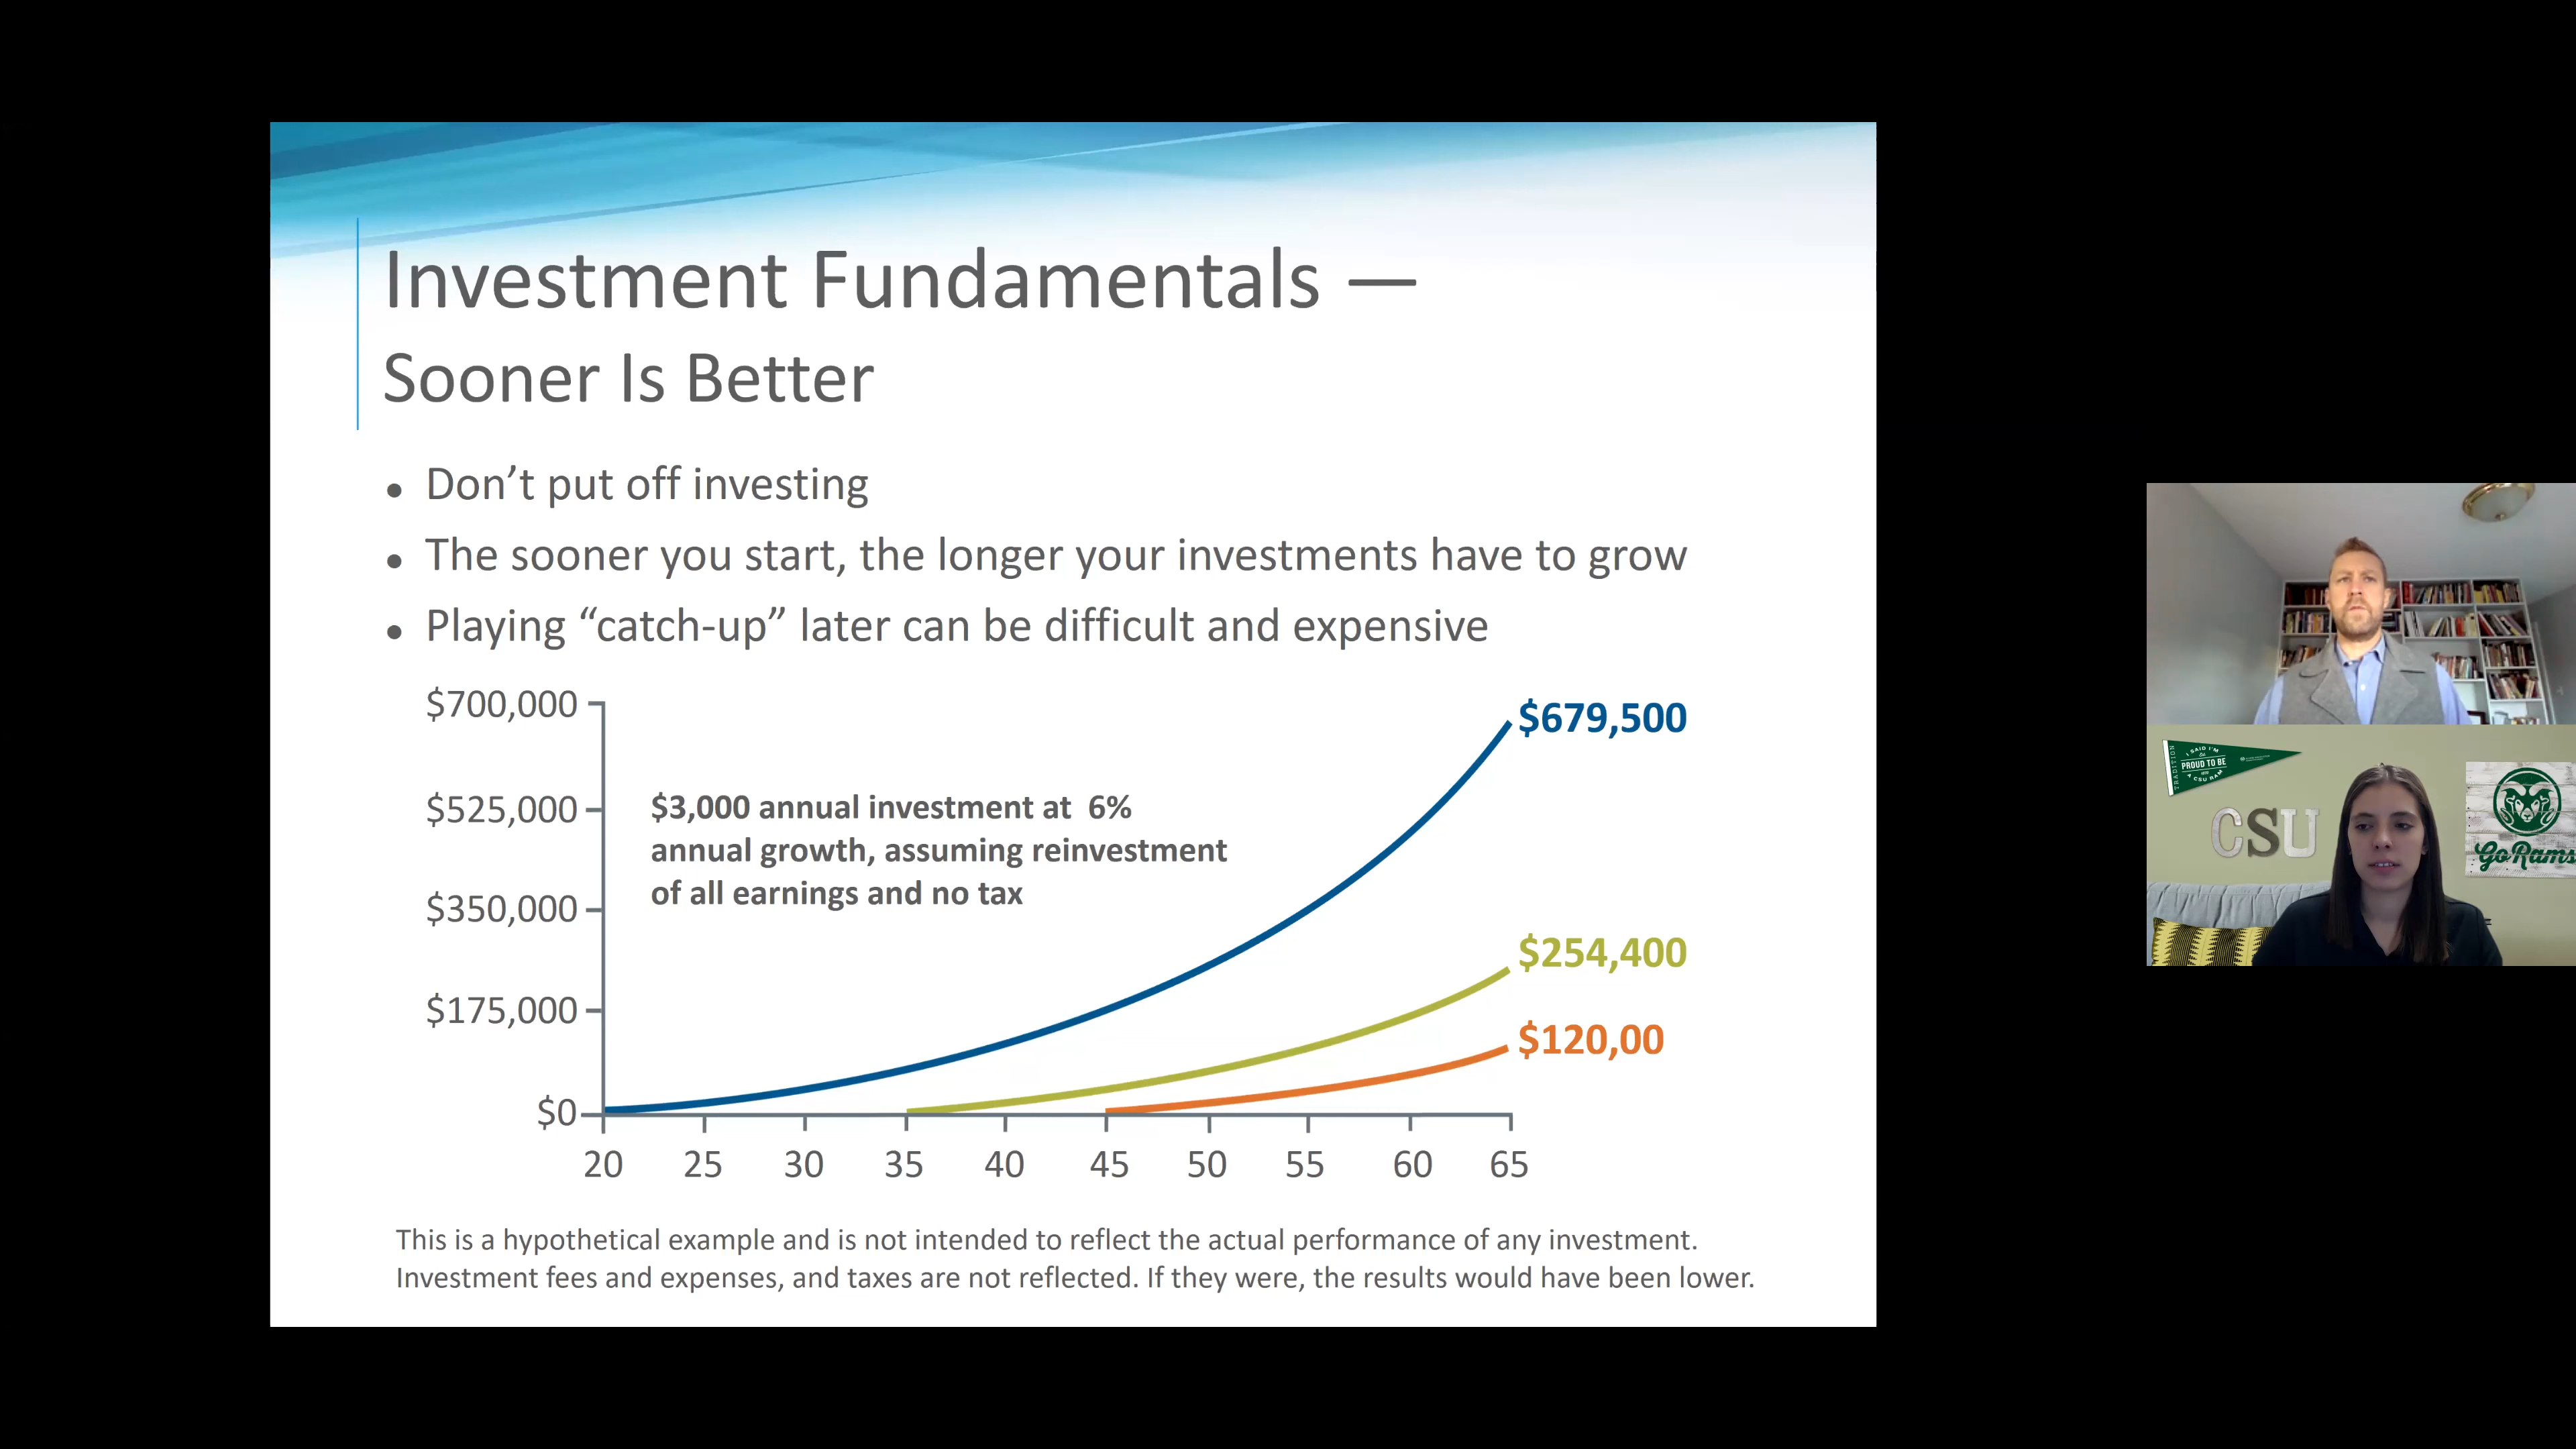 Investment Fundamentals —
Sooner Is Better
• Don’t put off investing
• The sooner you start, the longer your investments have to grow
• Playing “catch-up” later can be difficult and expensive
$700,000
$525,000
$350,000
$175,000
$0
$3,000 annual investment at 6%
annual growth, assuming reinvestment
of all earnings and no tax
$679,500
$254,400
$120,00
20 25 30 35 40 45 50 55 60 65
This is a hypothetical example and is not intended to reflect the actual performance of any investment.
Investment fees and expenses, and taxes are not reflected. If they were, the results would have been lower.
TRADITION
I SAID I'M
PROUD TO BE
A CSU RAM
CSU
Go Rams